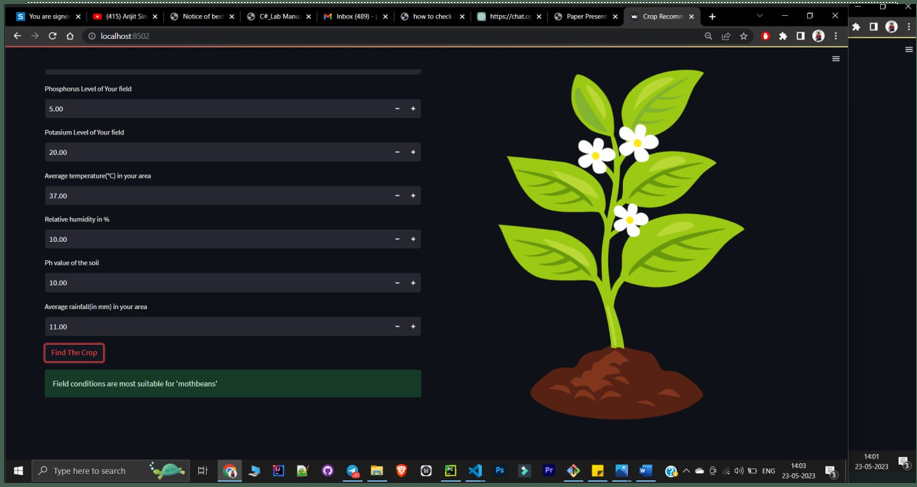 You are signe
(415) Arijit Sin
Notice of best
C#_Lab Manu
Inbox (489) -
how to check
https://chat.o
Paper Present
Crop Recomm
localhost:8502
Phosphorus Level of Your field
5.00
Potasium Level of Your field
20.00
Average temperature(°C) in your area
37.00
Relative humidity in %
10.00
Ph value of the soil
10.00
Average rainfall(in mm) in your area
11.00
Find The Crop
Field conditions are most suitable for 'mothbeans'
Type here to search
ENG
14:03
23-05-2023
3
14:01
23-05-2023
3